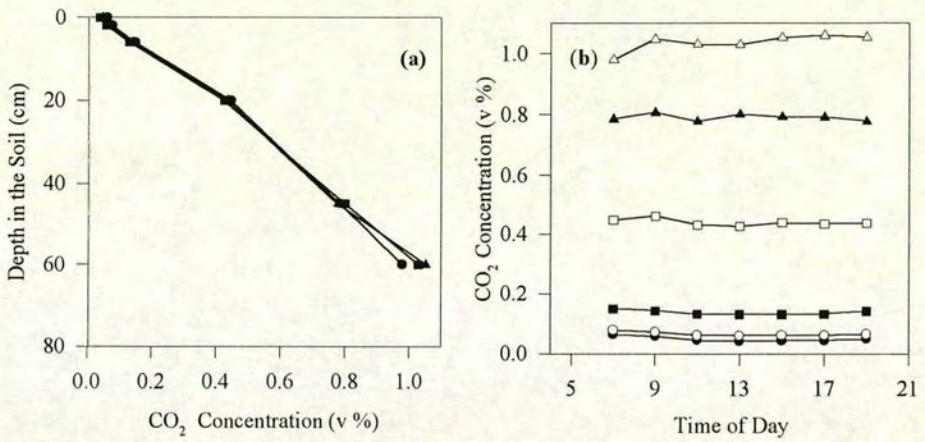 0
20
40
60
80
Depth in the Soil (cm)
(a)
0.0 0.2 0.4 0.6 0.8 1.0
CO₂ Concentration (v %)
1.0
0.8
0.6
0.4
0.2
0.0
CO₂ Concentration (v %)
(b)
5 9 13 17 21
Time of Day